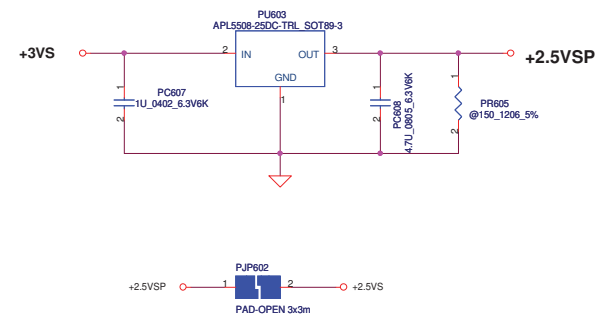 PU603
APL5508-25DC-TRL_SOT89-3
+3VS
2
IN
OUT
3
+2.5VSP
GND
1
1
2
PC607
1U_0402_6.3V6K
1
2
PC608
4.7U_0805_6.3V6K
1
2
PR605
@150_1206_5%
PJP602
+2.5VSP
1
2
+2.5VS
PAD-OPEN 3x3m